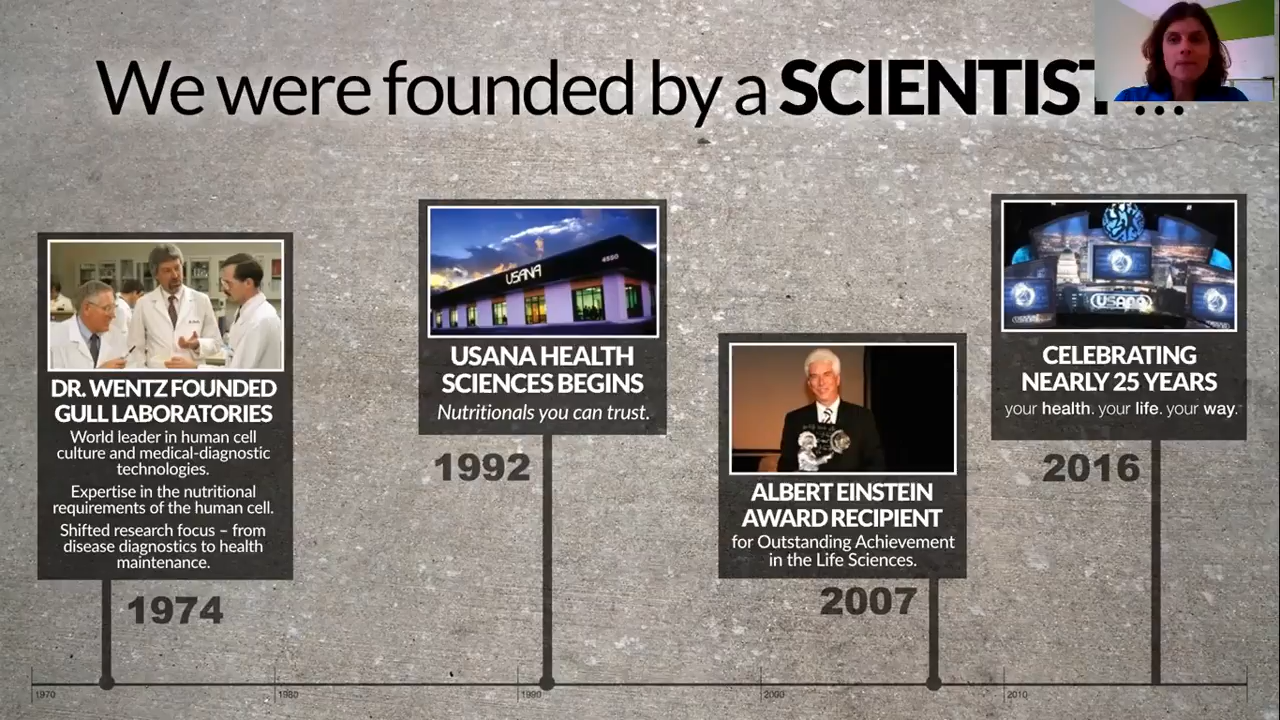 We were founded by a SCIENTIST...
DR. WENTZ FOUNDED
GULL LABORATORIES
World leader in human cell
culture and medical-diagnostic
technologies.
Expertise in the nutritional
requirements of the human cell.
Shifted research focus – from
disease diagnostics to health
maintenance.
1974
USANA
4550
USANA HEALTH
SCIENCES BEGINS
Nutritionals you can trust.
1992
ALBERT EINSTEIN
AWARD RECIPIENT
for Outstanding Achievement
in the Life Sciences.
2007
USANA
CELEBRATING
NEARLY 25 YEARS
your health. your life. your way.
2016
1970
1980
1990
2000
2010